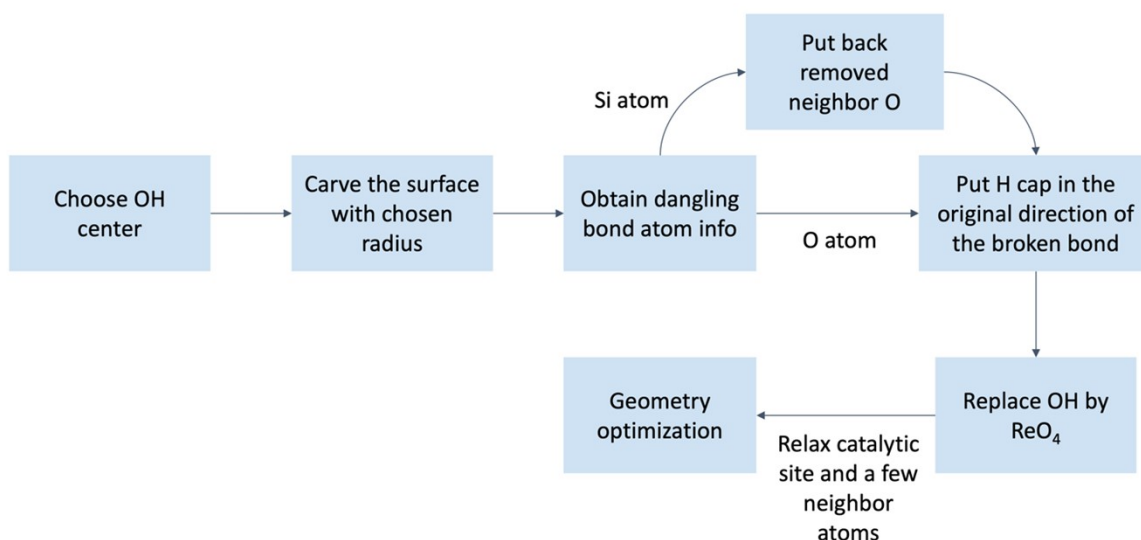 Put back
removed
neighbor O
Si atom
Choose OH
center
Carve the surface
with chosen
radius
Obtain dangling
bond atom info
O atom
Put H cap in the
original direction of
the broken bond
Replace OH by
ReO₄
Relax catalytic
site and a few
neighbor
atoms
Geometry
optimization